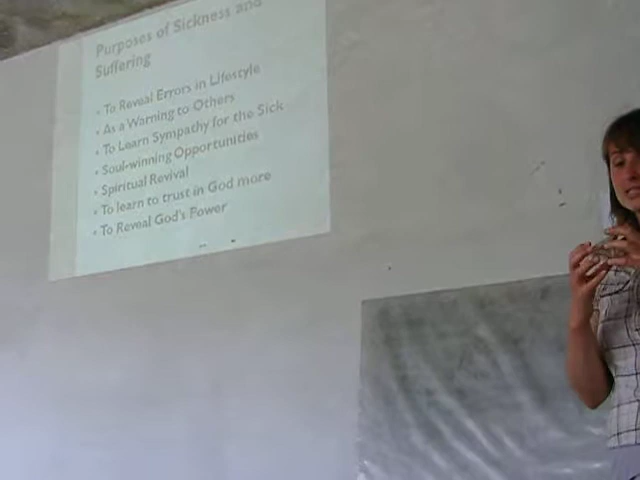 Purposes of Sickness and
Suffering
• To Reveal Errors in Lifestyle
• As a Warning to Others
• To Learn Sympathy for the Sick
• Soul-winning Opportunities
• Spiritual Revival
• To learn to trust in God more
• To Reveal God's Power